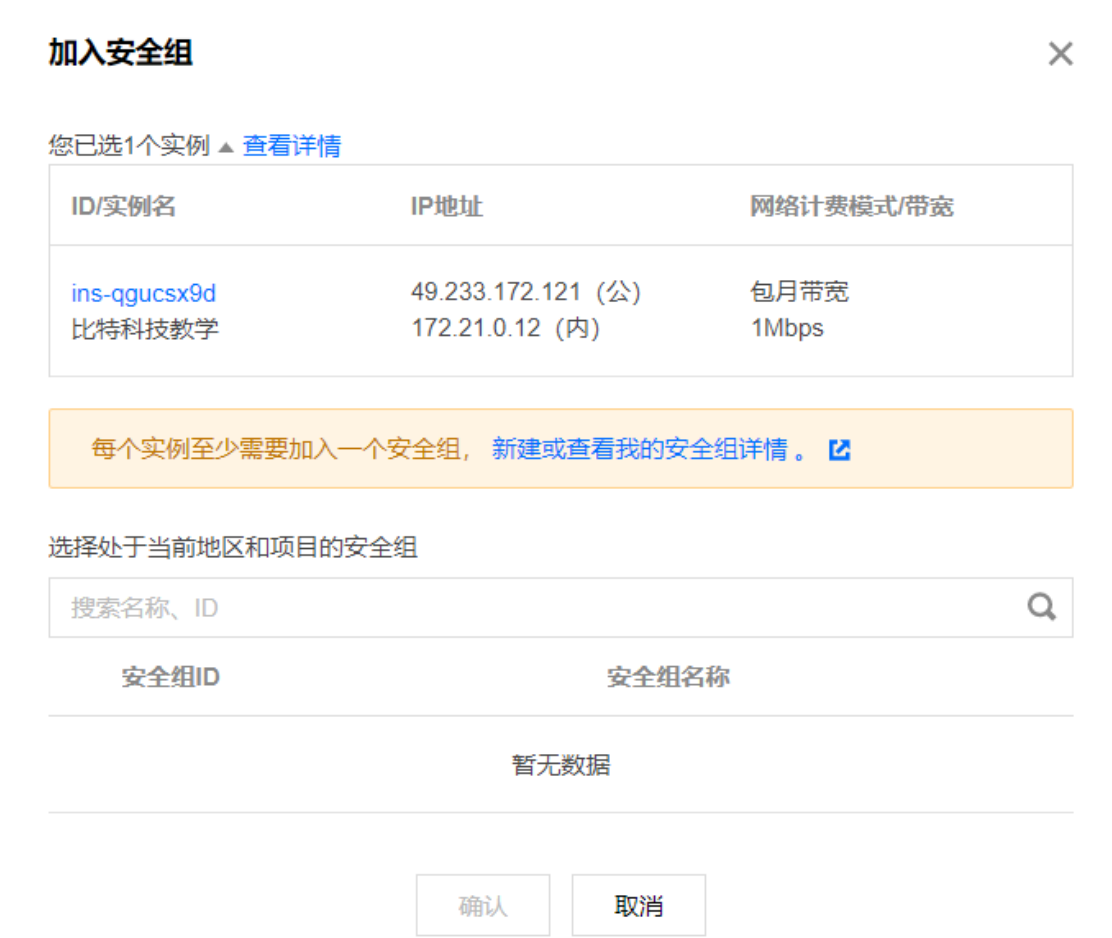 加入安全组
您已选1个实例 查看详情
ID/实例名 IP地址 网络计费模式/带宽
ins-qgucsx9d 49.233.172.121（公） 包月带宽
比特科技教学 172.21.0.12（内） 1Mbps
每个实例至少需要加入一个安全组， 新建或查看我的安全组详情 。
选择处于当前地区和项目的安全组
搜索名称、ID
安全组ID 安全组名称
暂无数据
确认 取消